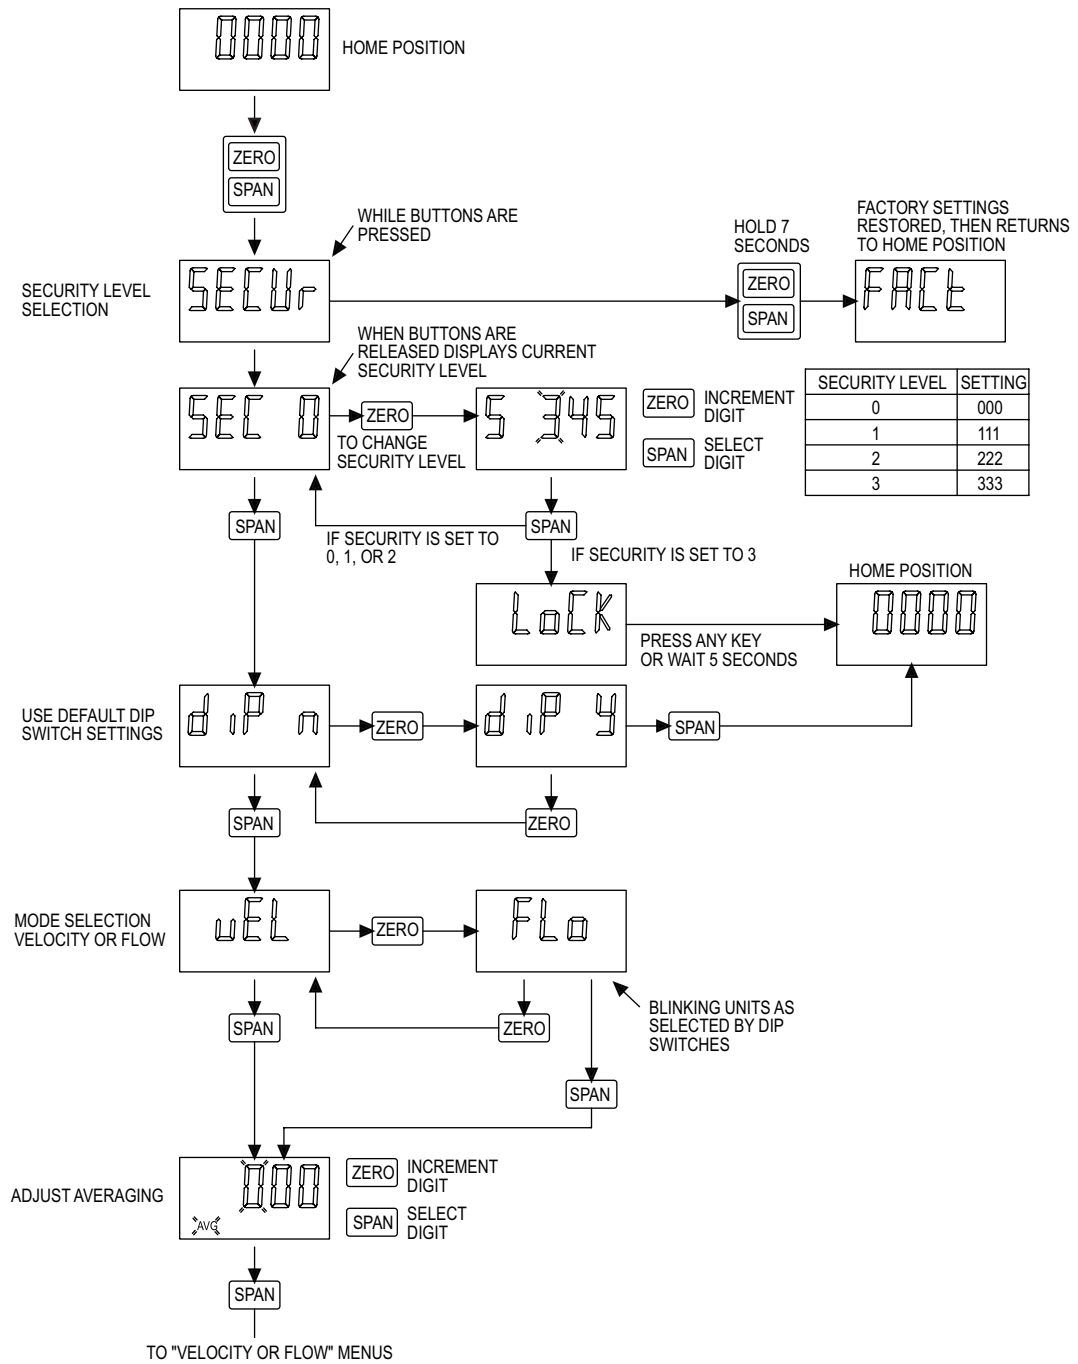 0000
HOME POSITION
ZERO
SPAN
WHILE BUTTONS ARE
PRESSED
HOLD 7
SECONDS
FACTORY SETTINGS
RESTORED, THEN RETURNS
TO HOME POSITION
SECURITY LEVEL
SELECTION
SECUr
ZERO
SPAN
FACt
WHEN BUTTONS ARE
RELEASED DISPLAYS CURRENT
SECURITY LEVEL
SEC 0
ZERO
TO CHANGE
SECURITY LEVEL
S 345
ZERO INCREMENT
DIGIT
SPAN SELECT
DIGIT
SECURITY LEVEL SETTING
0 000
1 111
2 222
3 333
SPAN
IF SECURITY IS SET TO
0, 1, OR 2
SPAN
IF SECURITY IS SET TO 3
LoCK
PRESS ANY KEY
OR WAIT 5 SECONDS
HOME POSITION
0000
USE DEFAULT DIP
SWITCH SETTINGS
diP n
ZERO
diP y
SPAN
SPAN
ZERO
MODE SELECTION
VELOCITY OR FLOW
uEL
ZERO
FLo
SPAN
ZERO
BLINKING UNITS AS
SELECTED BY DIP
SWITCHES
SPAN
ADJUST AVERAGING
000
AVG
ZERO INCREMENT
DIGIT
SPAN SELECT
DIGIT
SPAN
TO "VELOCITY OR FLOW" MENUS